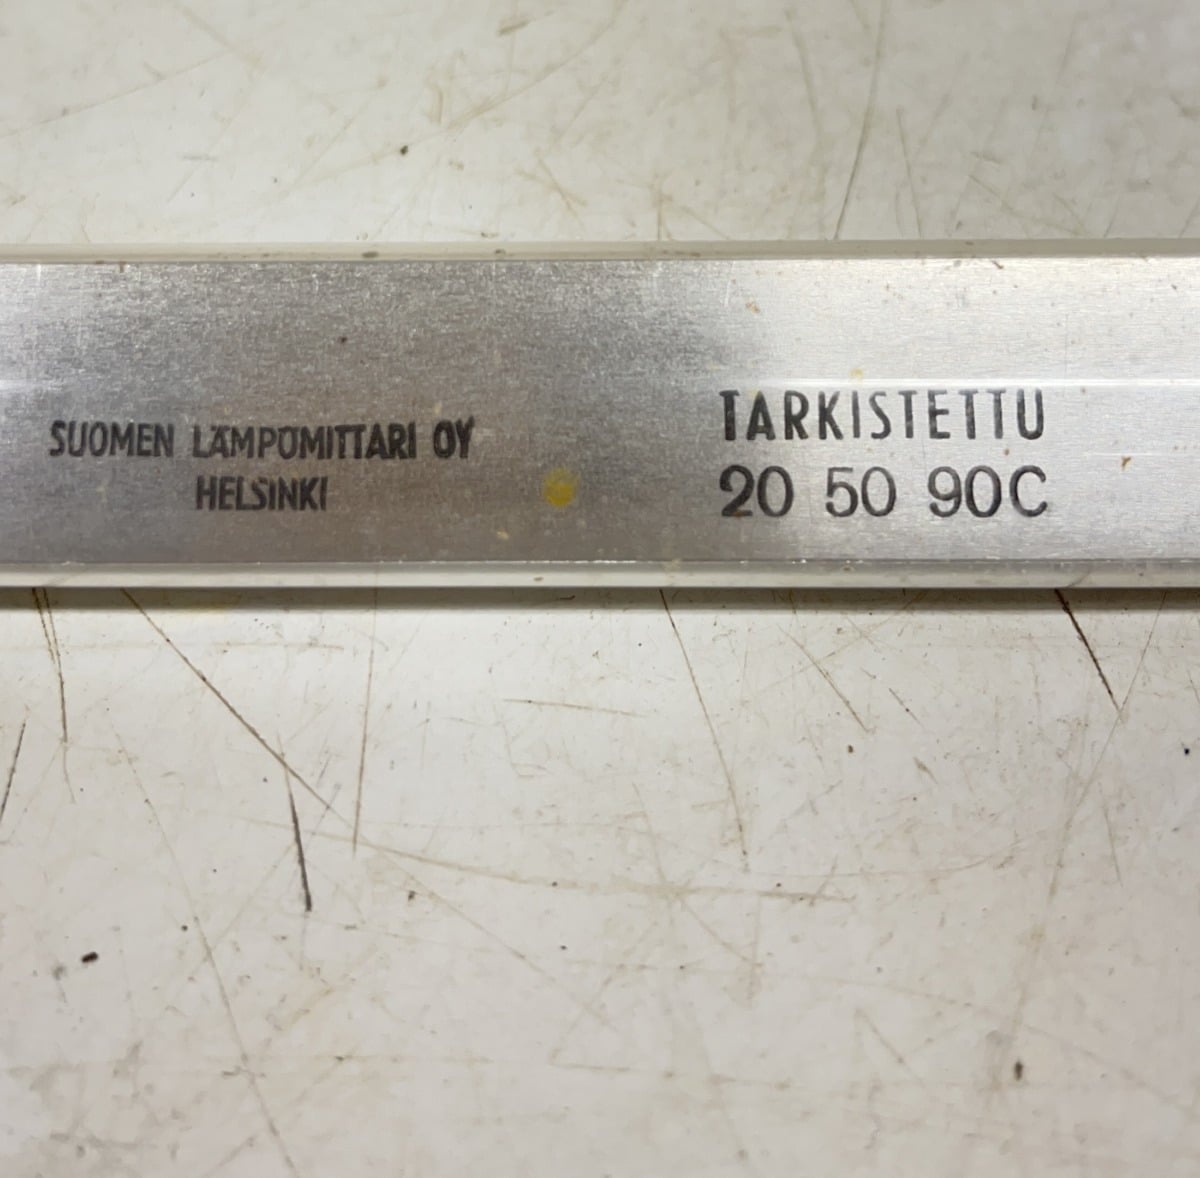 SUOMEN LÄMPÖMITTARI OY
HELSINKI
TARKISTETTU
20 50 90C